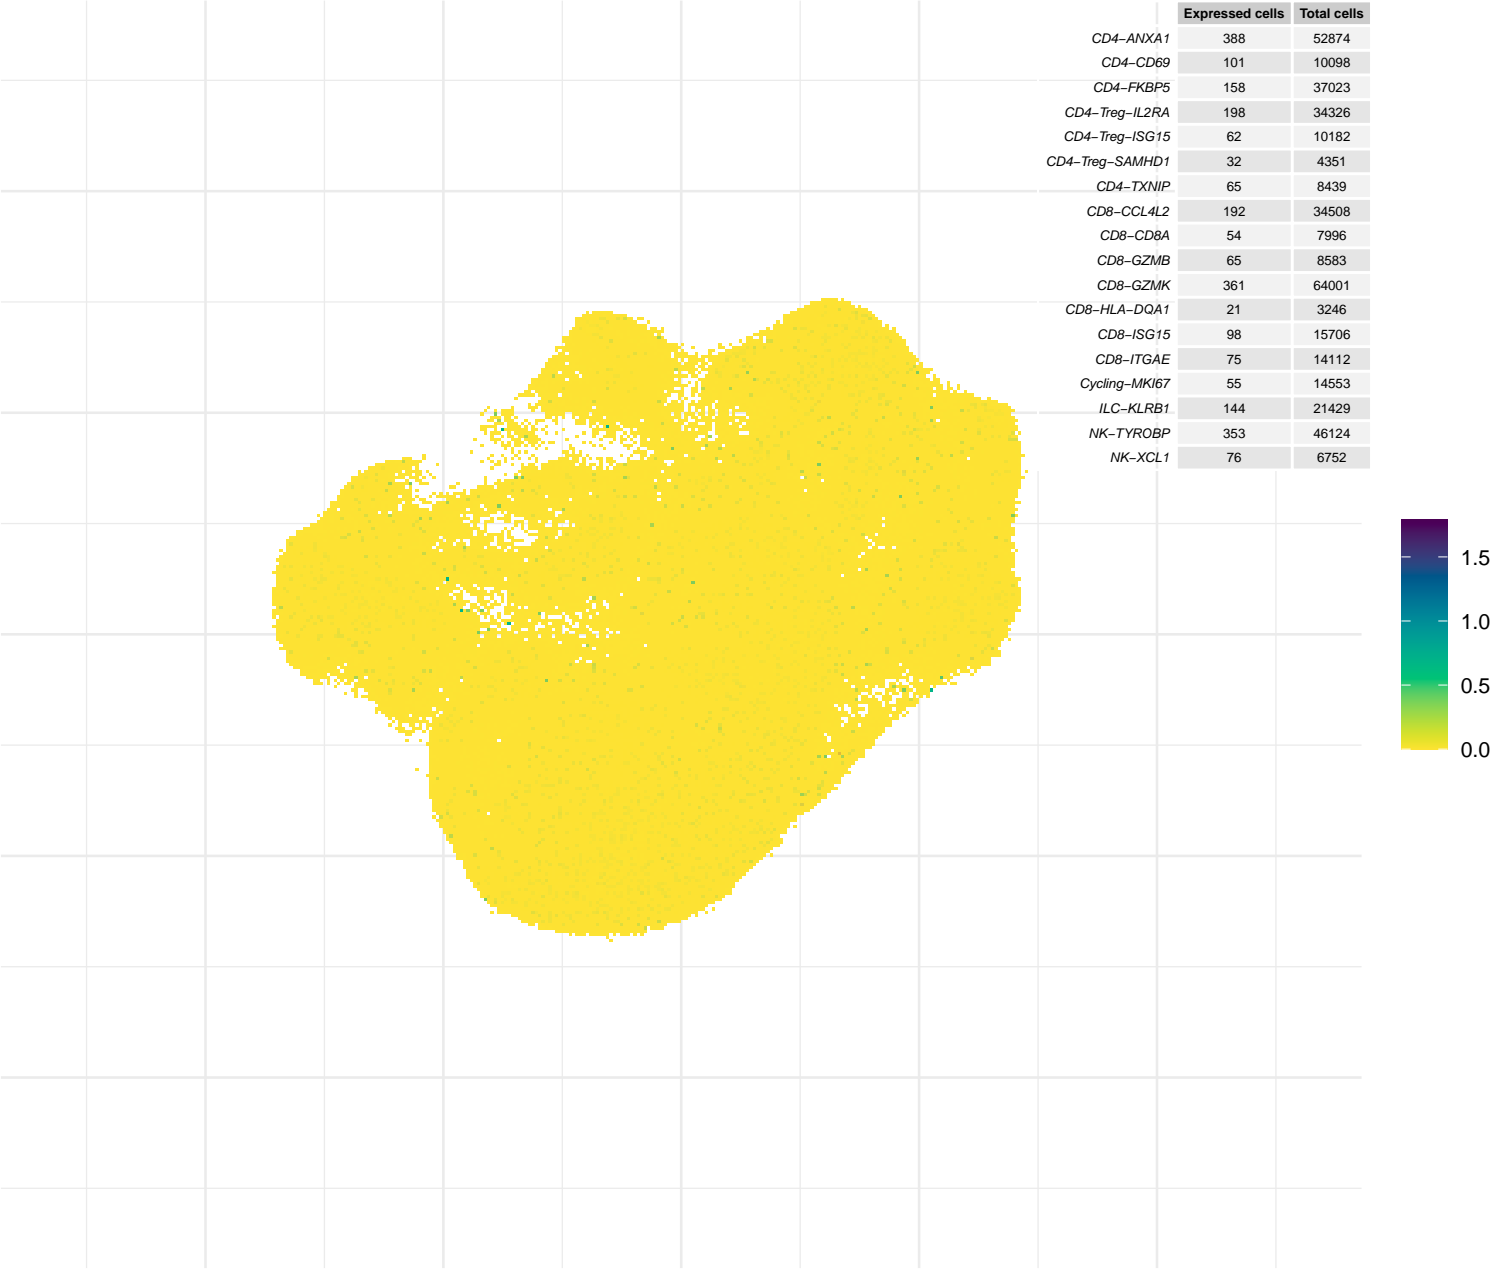 Expressed cells Total cells
CD4−ANXA1 388 52874
CD4−CD69 101 10098
CD4−FKBP5 158 37023
CD4−Treg−IL2RA 198 34326
CD4−Treg−ISG15 62 10182
CD4−Treg−SAMHD1 32 4351
CD4−TXNIP 65 8439
CD8−CCL4L2 192 34508
CD8−CD8A 54 7996
CD8−GZMB 65 8583
CD8−GZMK 361 64001
CD8−HLA−DQA1 21 3246
CD8−ISG15 98 15706
CD8−ITGAE 75 14112
Cycling−MKI67 55 14553
ILC−KLRB1 144 21429
NK−TYROBP 353 46124
NK−XCL1 76 6752
1.5
1.0
0.5
0.0